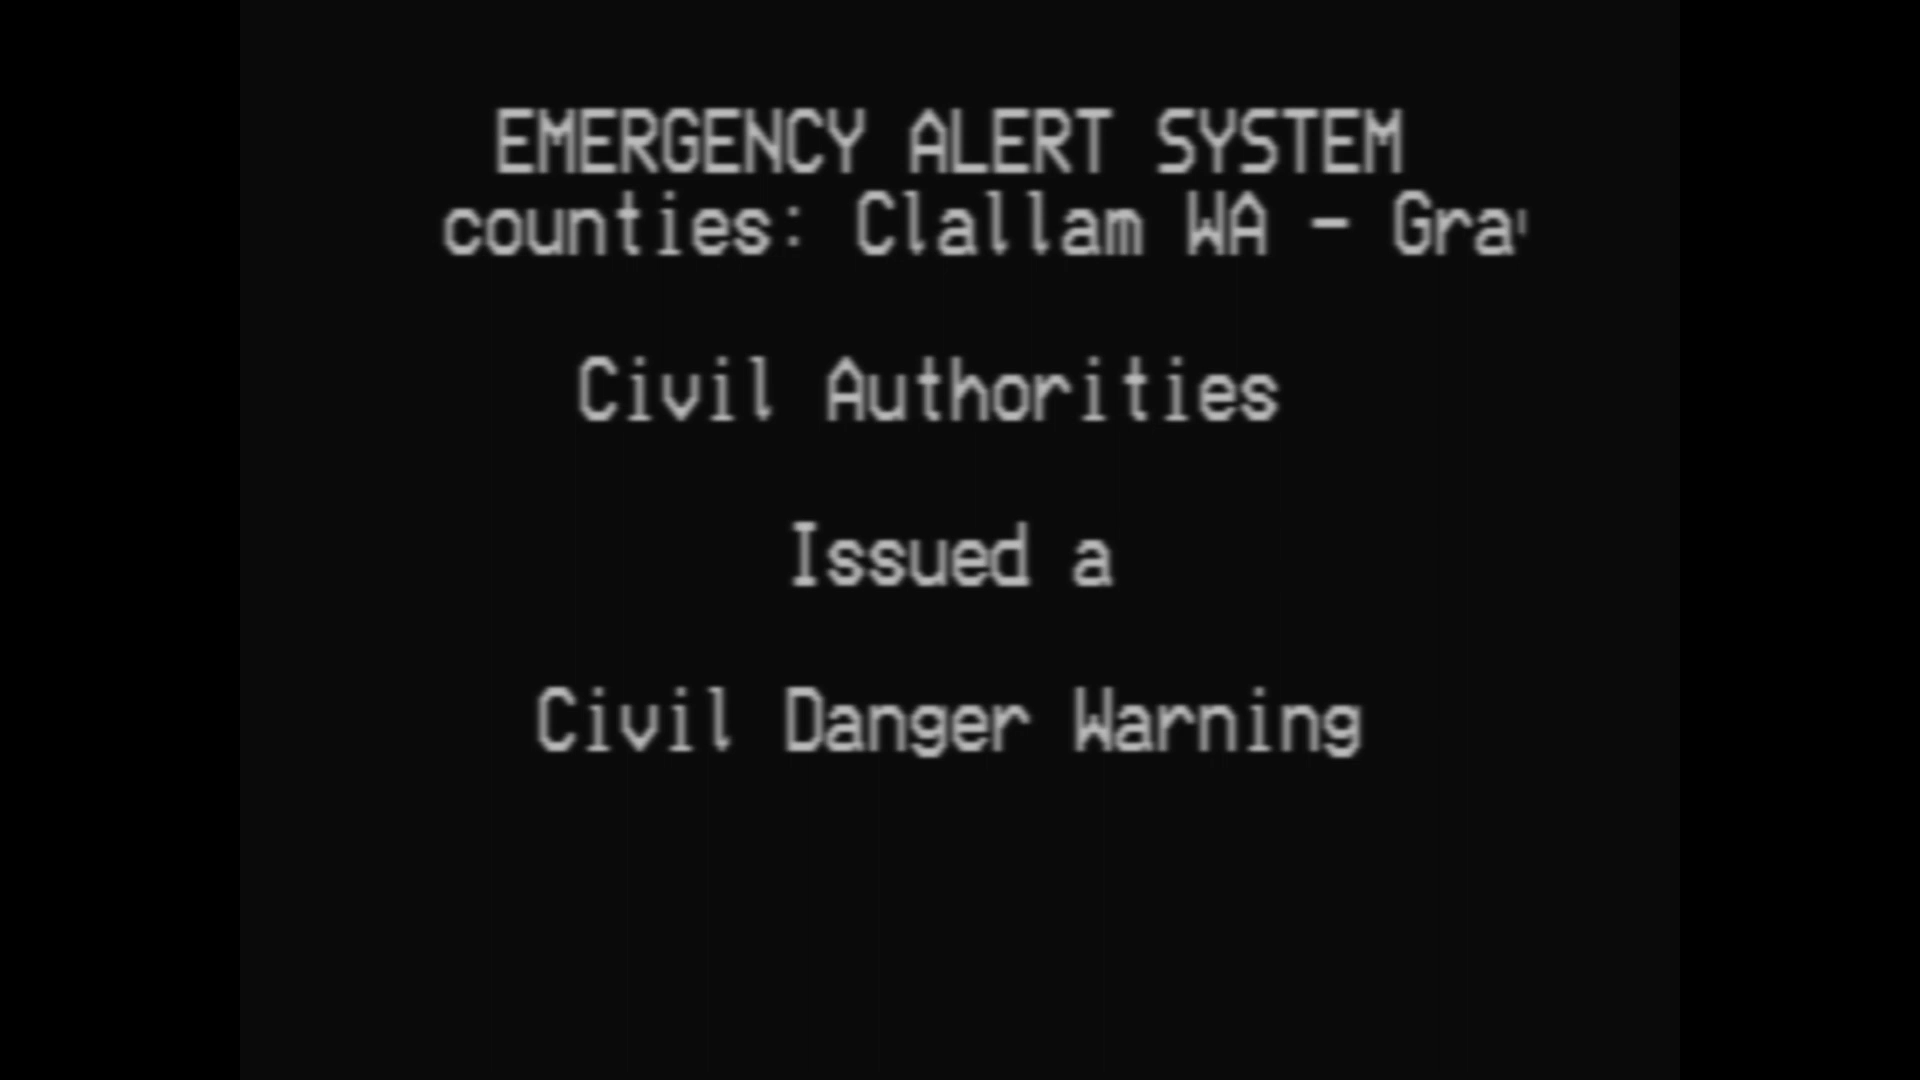 EMERGENCY ALERT SYSTEM
counties: Clallam WA - Gra
Civil Authorities
Issued a
Civil Danger Warning